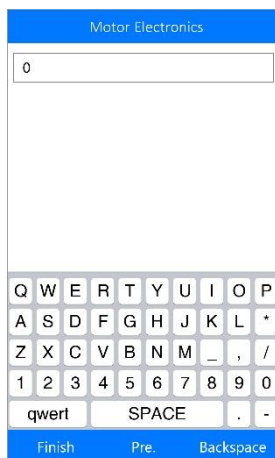 Motor Electronics
0
Q W E R T Y U I O P
A S D F G H J K L *
Z X C V B N M _ , /
1 2 3 4 5 6 7 8 9 0
qwert SPACE . -
Finish Pre. Backspace